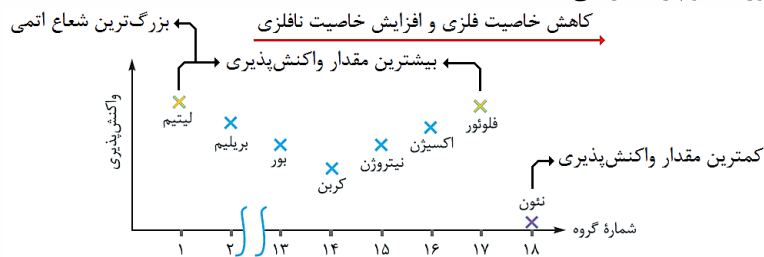 کاهش خاصیت فلزی و افزایش خاصیت نافلزی
بزرگ‌ترین شعاع اتمی
بیشترین مقدار واکنش‌پذیری
واکنش‌پذیری
لیتیم
بریلیم
بور
کربن
نیتروژن
اکسیژن
فلوئور
کمترین مقدار واکنش‌پذیری
نئون
شمارهٔ گروه
۱ ۲ ۱۳ ۱۴ ۱۵ ۱۶ ۱۷ ۱۸